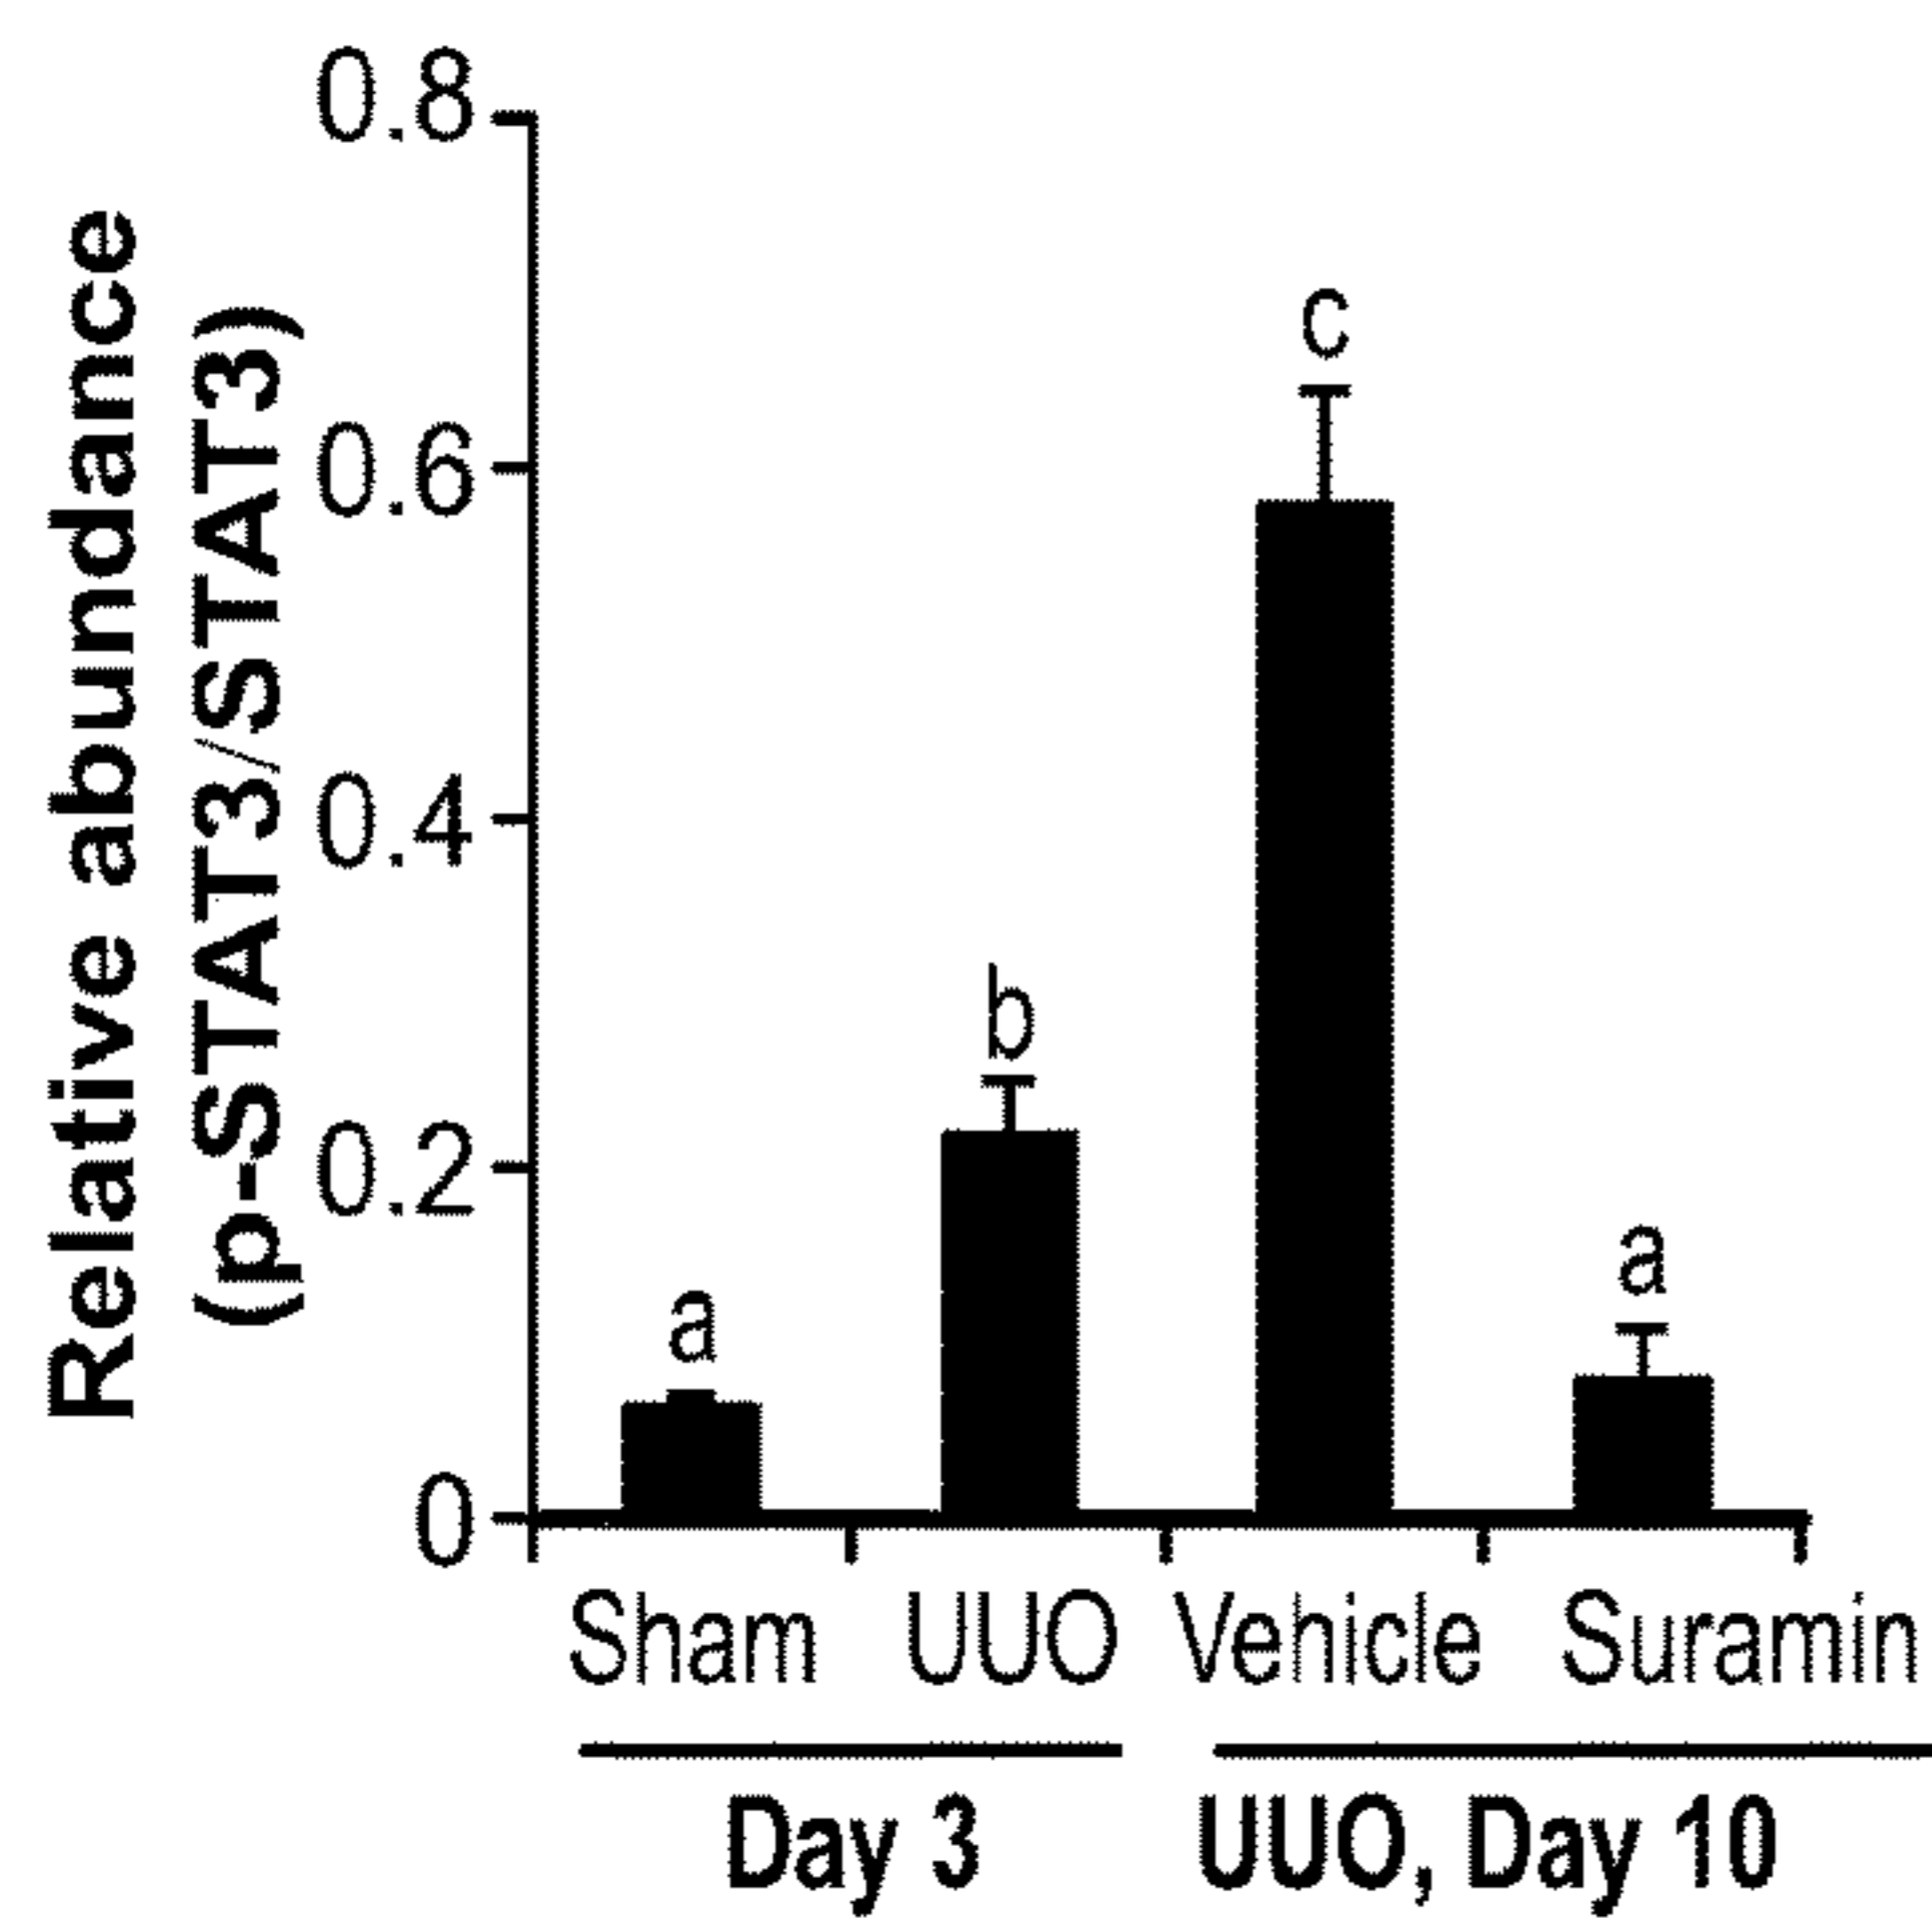 Relative abundance
(p-STAT3/STAT3)
0.8
0.6
0.4
0.2
0
a
b
c
a
Sham UUO Vehicle Suramin
Day 3 UUO, Day 10